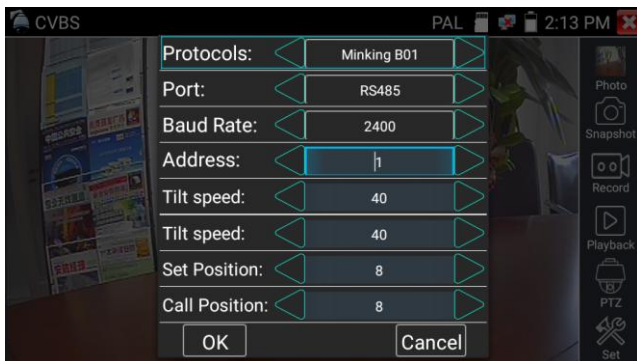 CVBS
PAL
2:13 PM
Protocols: Minking B01
Port: RS485
Baud Rate: 2400
Address: 1
Tilt speed: 40
Tilt speed: 40
Set Position: 8
Call Position: 8
OK
Cancel
Photo
Snapshot
Record
Playback
PTZ
Set